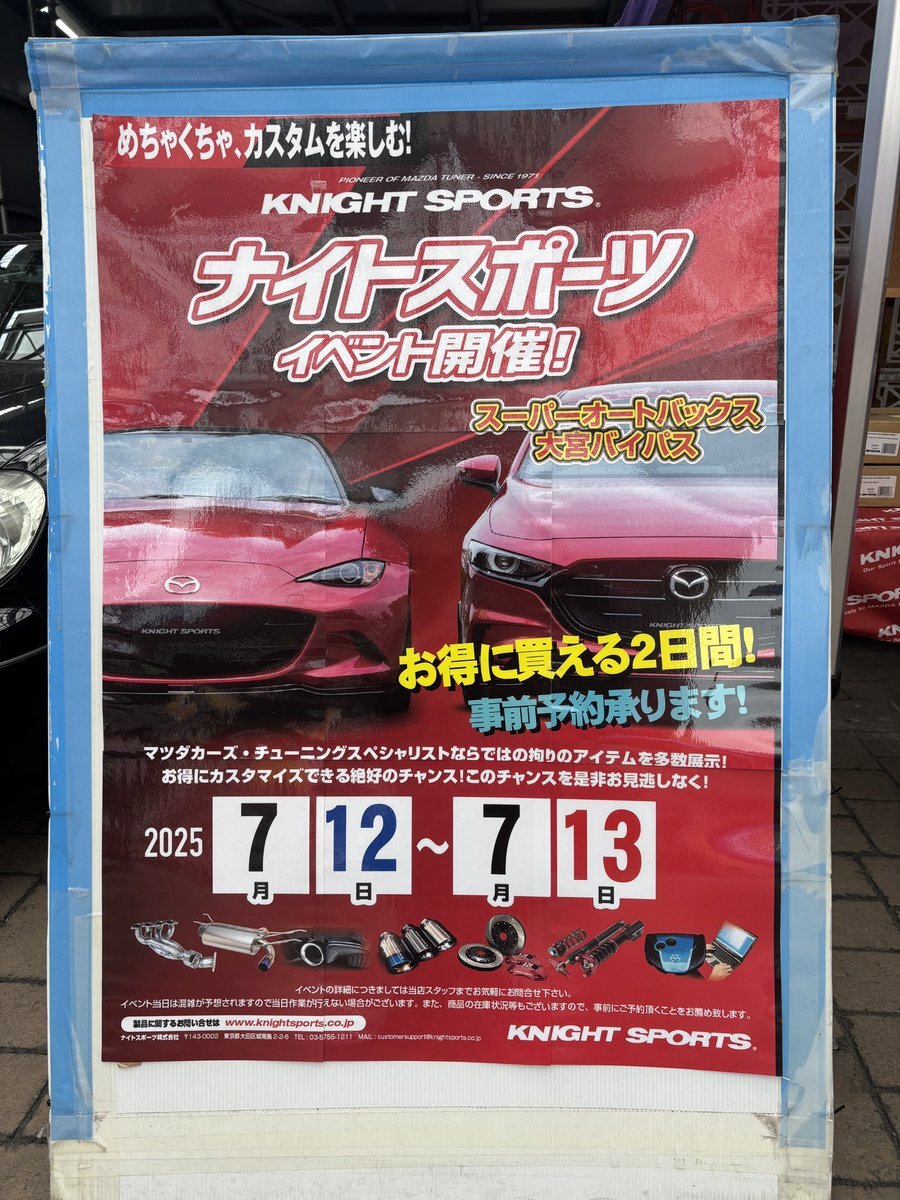 めちゃくちゃ、カスタムを楽しむ!
PIONEER OF MAZDA TUNER - SINCE 1971
KNIGHT SPORTS®
ナイトスポーツ
イベント開催!
スーパーオートバックス
大宮バイパス
KNIGHT SPORTS
KNIGHT SPORTS
お得に買える2日間!
事前予約承ります!
マツダカーズ・チューニングスペシャリストならではの拘りのアイテムを多数展示!
お得にカスタマイズできる絶好のチャンス!このチャンスを是非お見逃しなく!
2025 7月 12日 ~ 7月 13日
イベントの詳細につきましては当店スタッフまでお気軽にお問合せ下さい。
イベント当日は混雑が予想されますので当日作業が行えない場合がございます。また、商品の在庫状況等もございますので、事前にご予約頂くことをお薦め致します。
製品に関するお問い合せは www.knightsports.co.jp
ナイトスポーツ株式会社 〒143-0002 東京都大田区城南島 2-2-6 TEL : 03-5755-1211 MAIL : customersupport@knightsports.co.jp
KNIGHT SPORTS®
KNI
Our Spirit
SPO
rely to MAZDA
KNI